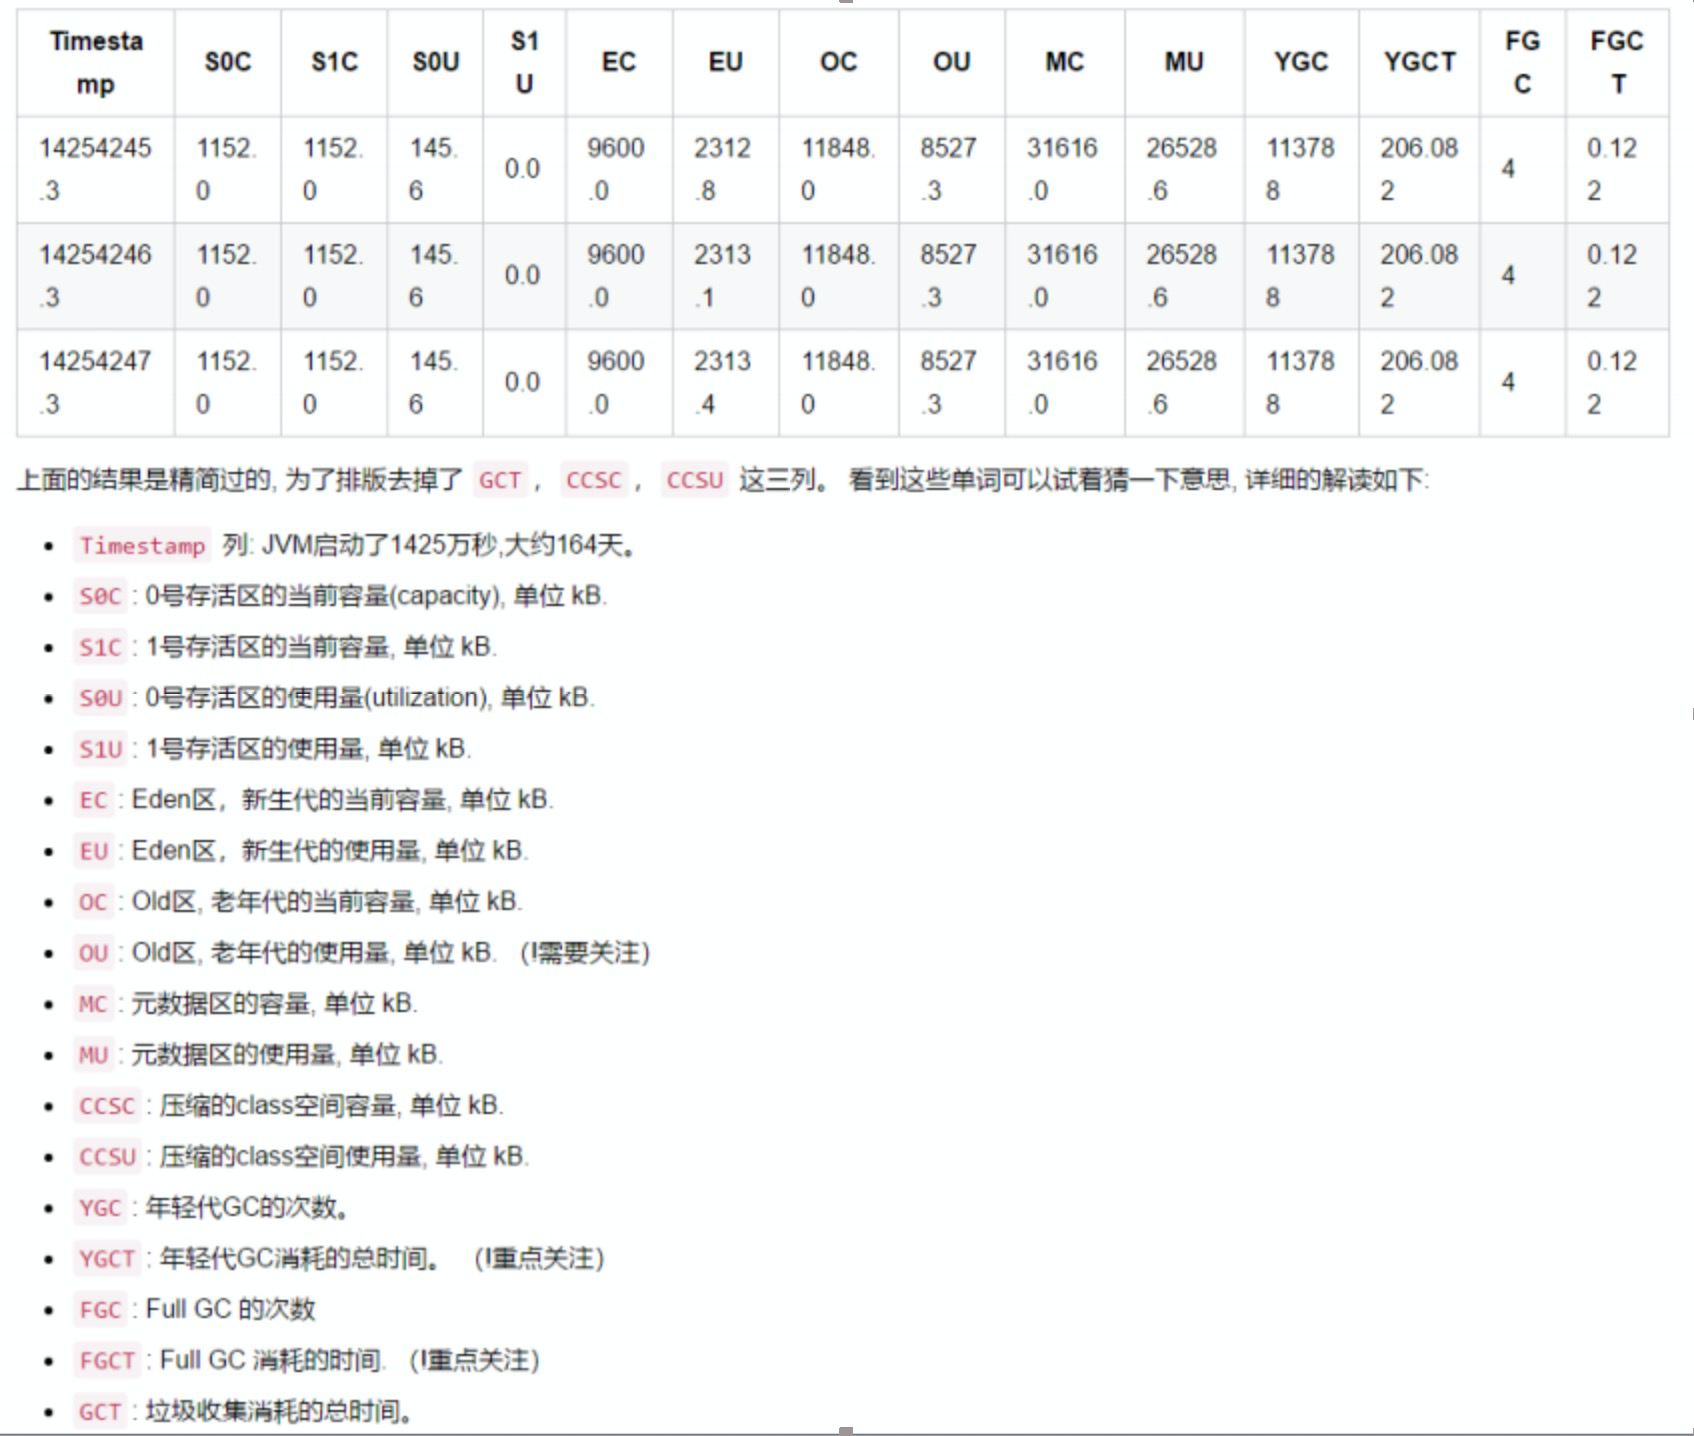 Timestamp S0C S1C S0U S1U EC EU OC OU MC MU YGC YGCT FGC FGCT
14254245.3 1152.0 1152.0 145.6 0.0 9600.0 2312.8 11848.0 8527.3 31616.0 26528.6 113788 206.082 4 0.122
14254246.3 1152.0 1152.0 145.6 0.0 9600.0 2313.1 11848.0 8527.3 31616.0 26528.6 113788 206.082 4 0.122
14254247.3 1152.0 1152.0 145.6 0.0 9600.0 2313.4 11848.0 8527.3 31616.0 26528.6 113788 206.082 4 0.122
上面的结果是精简过的, 为了排版去掉了 GCT， CCSC， CCSU 这三列。 看到这些单词可以试着猜一下意思, 详细的解读如下:
• Timestamp 列: JVM启动了1425万秒,大约164天。
• S0C : 0号存活区的当前容量(capacity), 单位 kB.
• S1C : 1号存活区的当前容量, 单位 kB.
• S0U : 0号存活区的使用量(utilization), 单位 kB.
• S1U : 1号存活区的使用量, 单位 kB.
• EC : Eden区，新生代的当前容量, 单位 kB.
• EU : Eden区，新生代的使用量, 单位 kB.
• OC : Old区, 老年代的当前容量, 单位 kB.
• OU : Old区, 老年代的使用量, 单位 kB. （!需要关注）
• MC : 元数据区的容量, 单位 kB.
• MU : 元数据区的使用量, 单位 kB.
• CCSC : 压缩的class空间容量, 单位 kB.
• CCSU : 压缩的class空间使用量, 单位 kB.
• YGC : 年轻代GC的次数。
• YGCT : 年轻代GC消耗的总时间。 （!重点关注）
• FGC : Full GC 的次数
• FGCT : Full GC 消耗的时间. （!重点关注）
• GCT : 垃圾收集消耗的总时间。